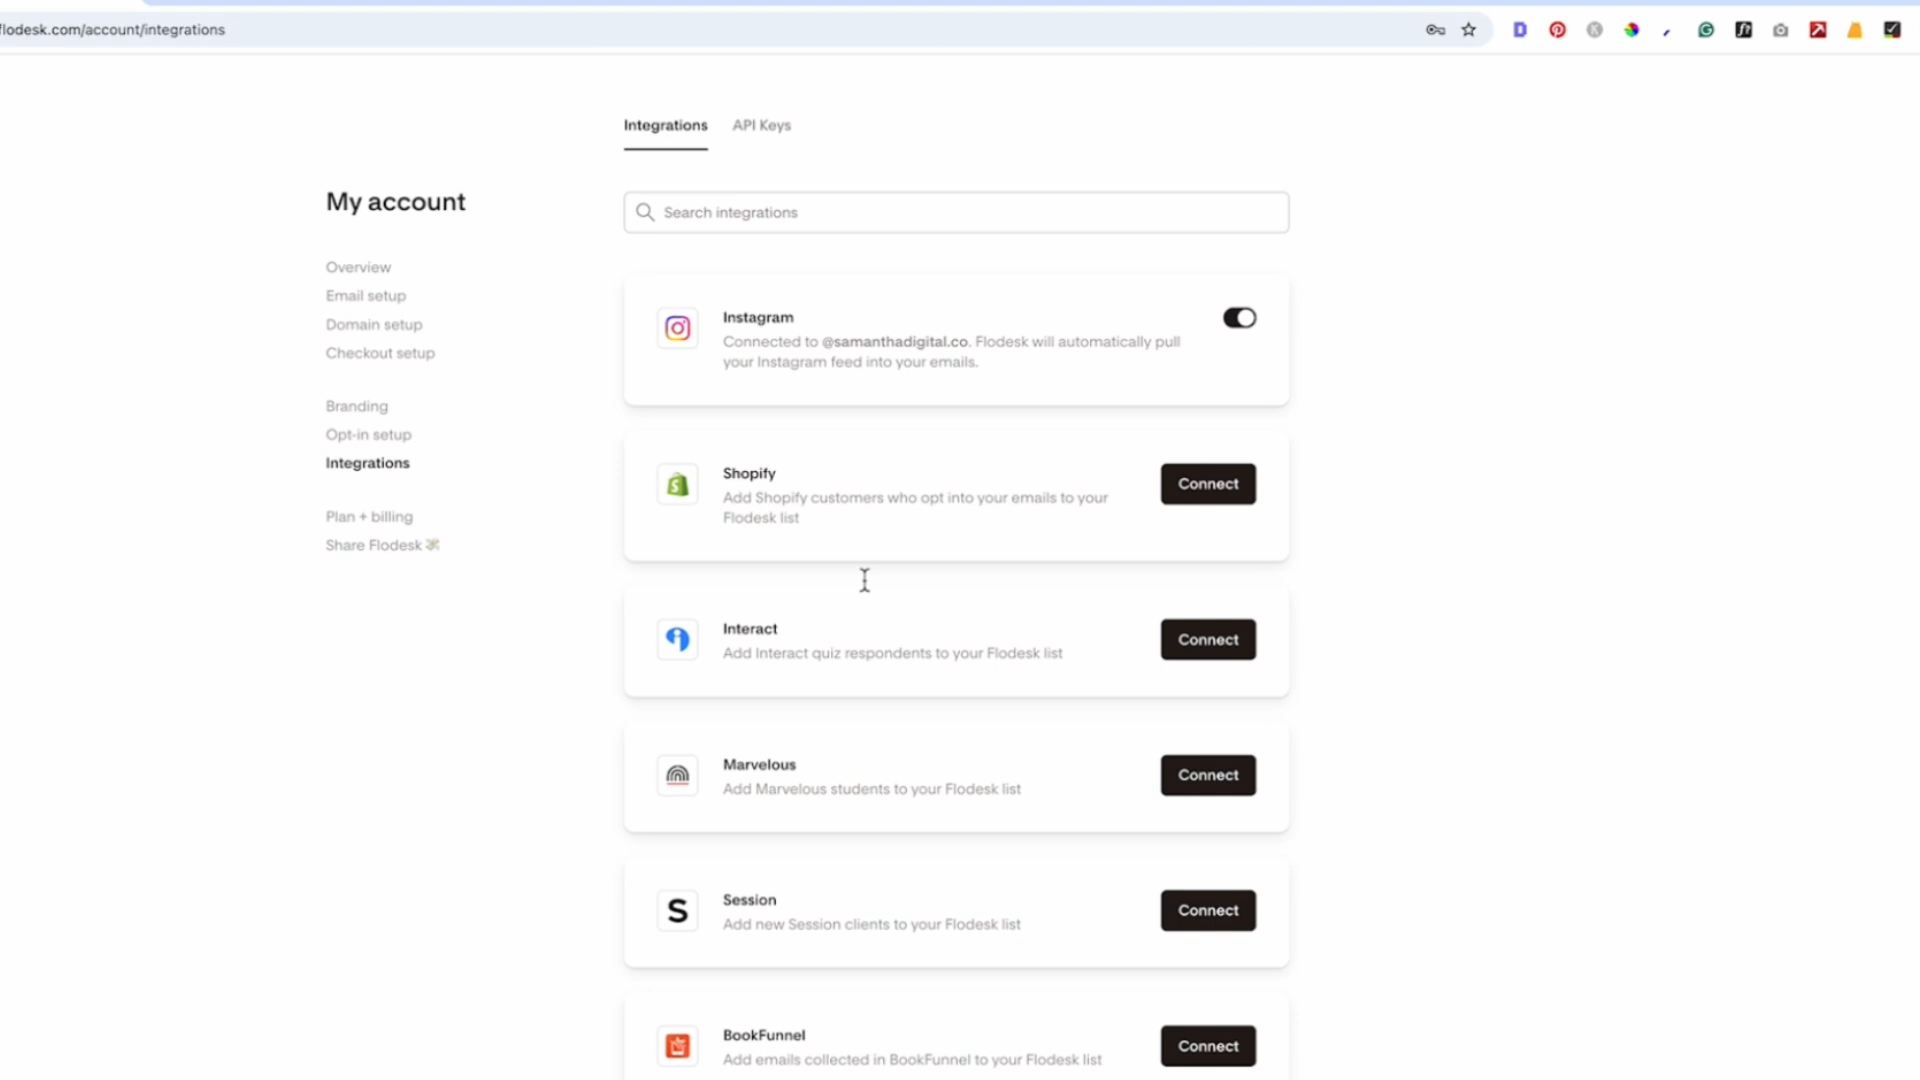 flodesk.com/account/integrations
Integrations
API Keys
My account
Search integrations
Overview
Email setup
Domain setup
Checkout setup
Branding
Opt-in setup
Integrations
Plan + billing
Share Flodesk
Instagram
Connected to @samanthadigital.co. Flodesk will automatically pull
your Instagram feed into your emails.
Shopify
Add Shopify customers who opt into your emails to your
Flodesk list
Connect
Interact
Add Interact quiz respondents to your Flodesk list
Connect
Marvelous
Add Marvelous students to your Flodesk list
Connect
S
Session
Add new Session clients to your Flodesk list
Connect
BookFunnel
Add emails collected in BookFunnel to your Flodesk list
Connect